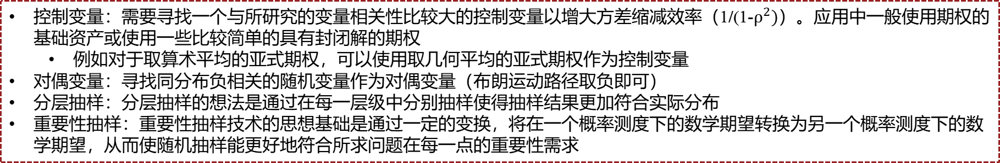 • 控制变量：需要寻找一个与所研究的变量相关性比较大的控制变量以增大方差缩减效率（1/(1-ρ²)）。应用中一般使用期权的
基础资产或使用一些比较简单的具有封闭解的期权
• 例如对于取算术平均的亚式期权，可以使用取几何平均的亚式期权作为控制变量
• 对偶变量：寻找同分布负相关的随机变量作为对偶变量（布朗运动路径取负即可）
• 分层抽样：分层抽样的想法是通过在每一层级中分别抽样使得抽样结果更加符合实际分布
• 重要性抽样：重要性抽样技术的思想基础是通过一定的变换，将在一个概率测度下的数学期望转换为另一个概率测度下的数
学期望，从而使随机抽样能更好地符合所求问题在每一点的重要性需求